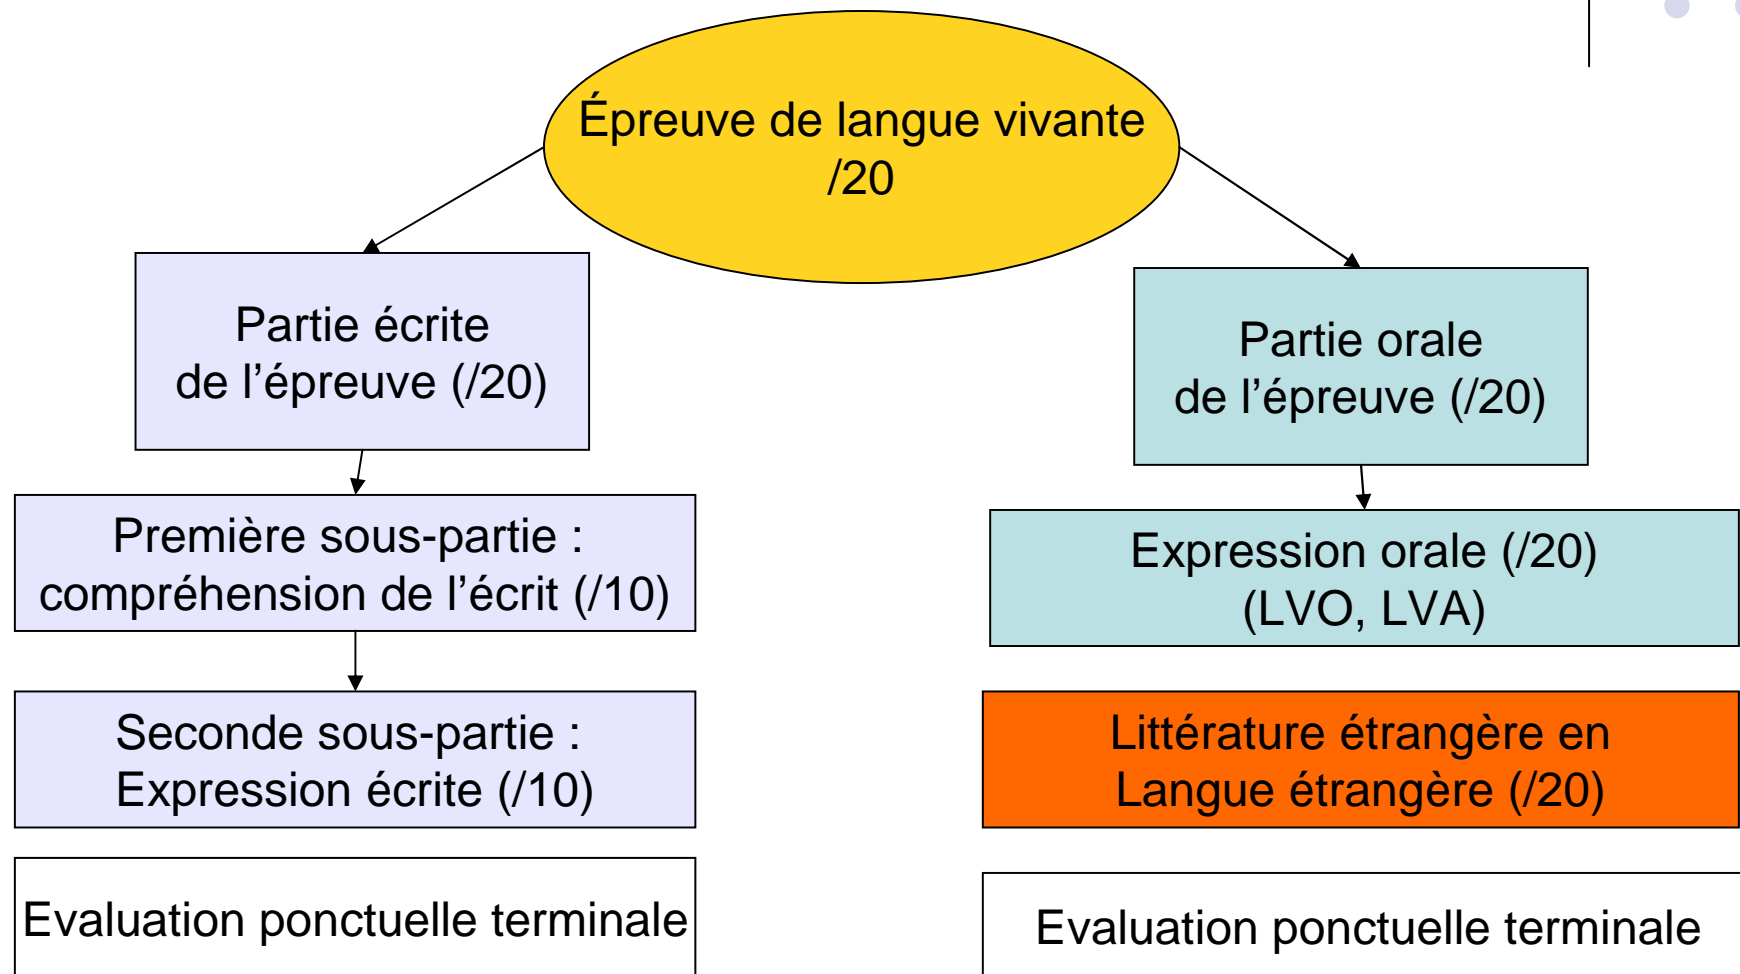 Épreuve de langue vivante
/20
Partie écrite
de l’épreuve (/20)
Partie orale
de l’épreuve (/20)
Première sous-partie :
compréhension de l’écrit (/10)
Expression orale (/20)
(LVO, LVA)
Seconde sous-partie :
Expression écrite (/10)
Littérature étrangère en
Langue étrangère (/20)
Evaluation ponctuelle terminale
Evaluation ponctuelle terminale